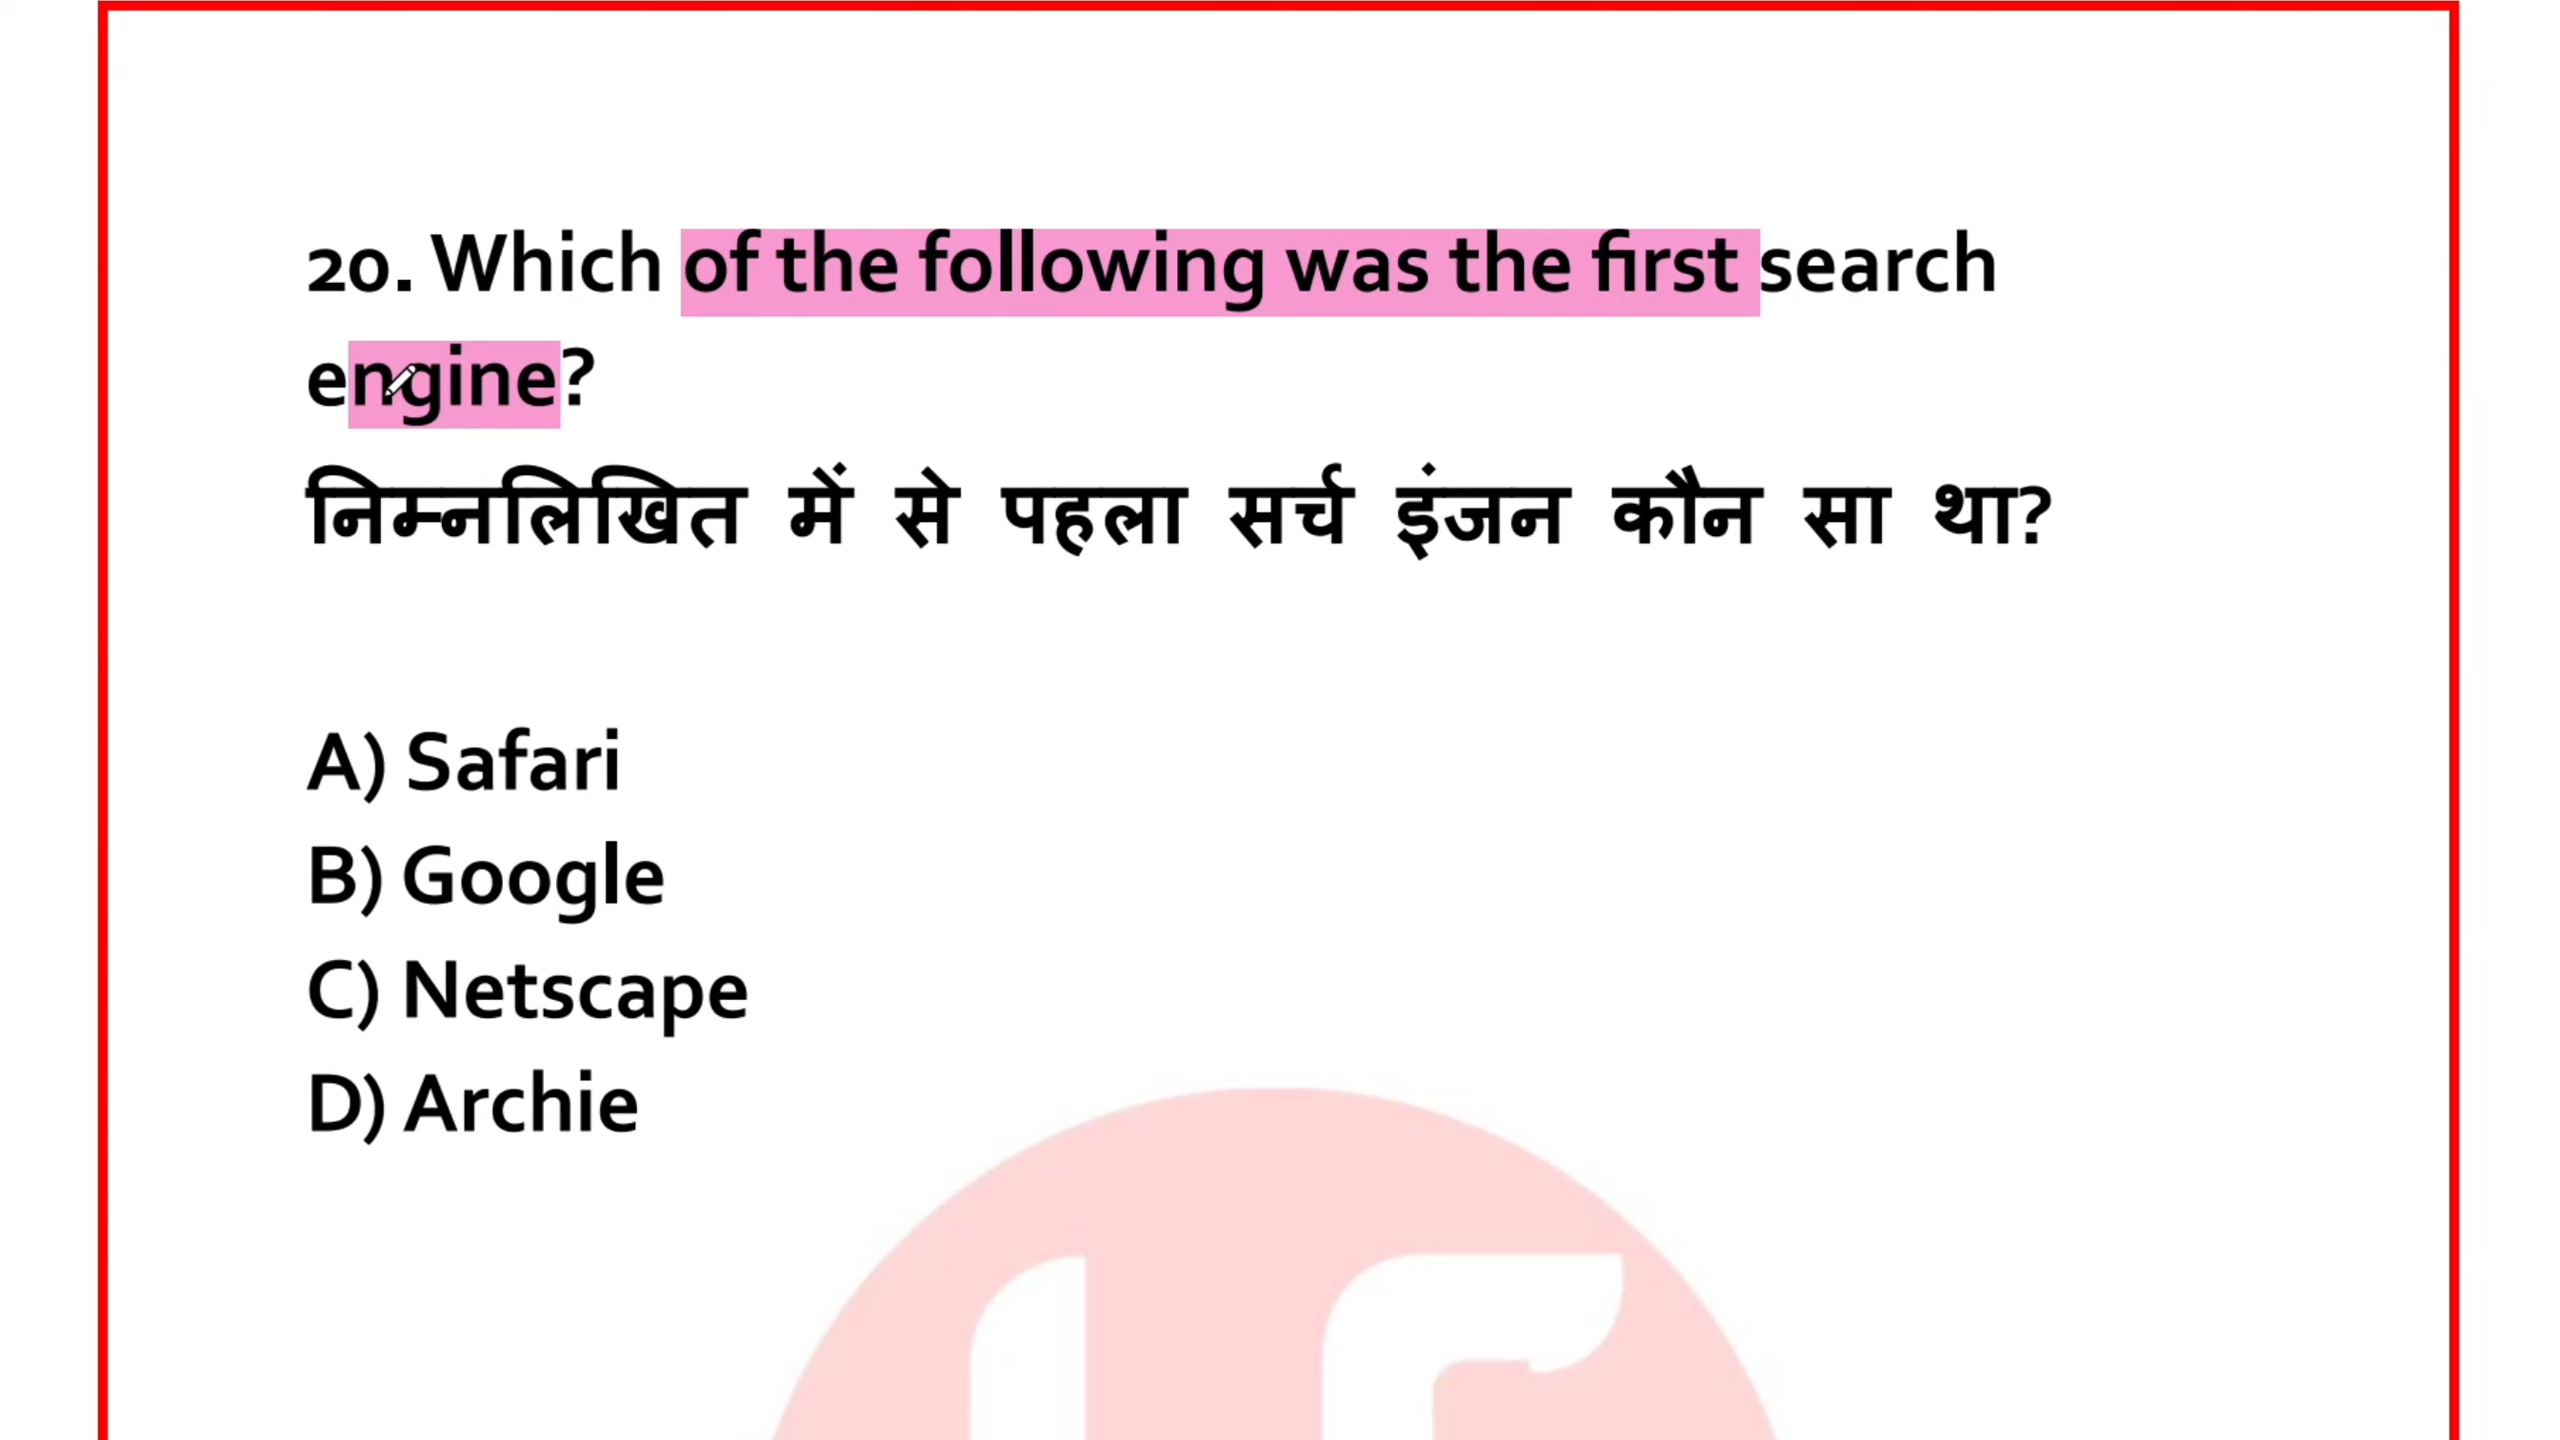 20. Which of the following was the first search
engine?
निम्नलिखित में से पहला सर्च इंजन कौन सा था?
A) Safari
B) Google
C) Netscape
D) Archie